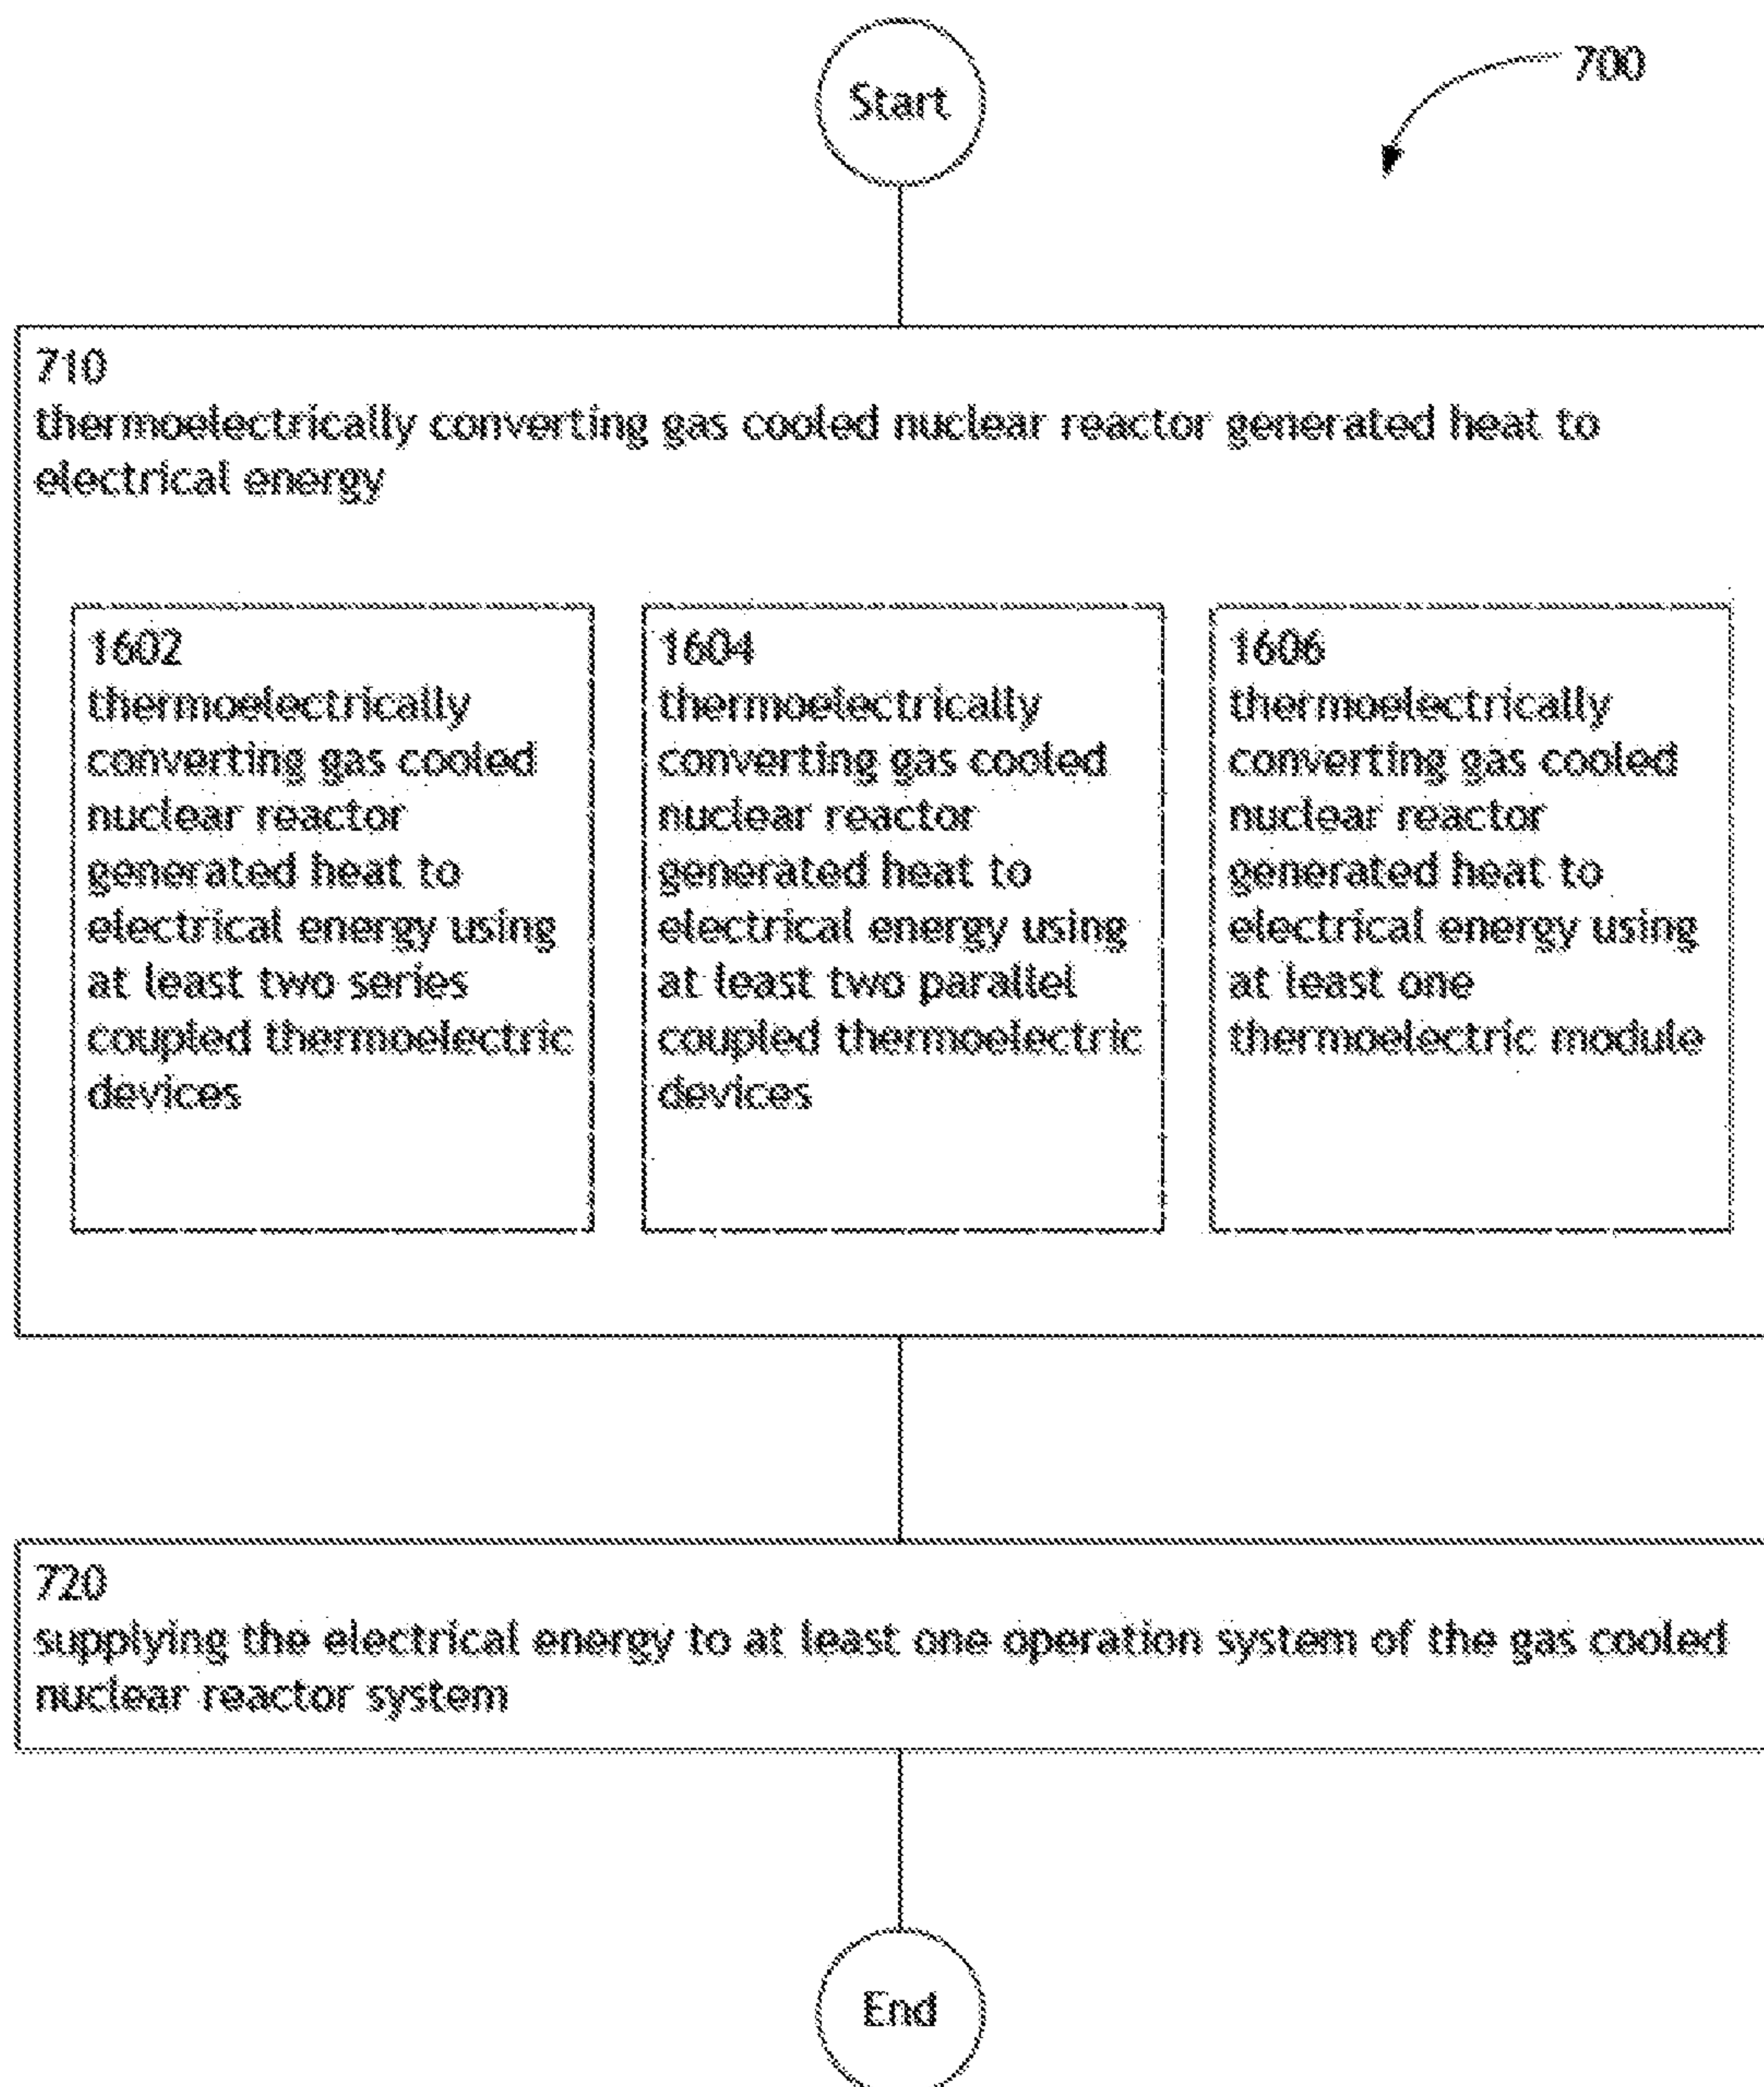 Start
700
710
thermoelectrically converting gas cooled nuclear reactor generated heat to
electrical energy
1602
thermoelectrically
converting gas cooled
nuclear reactor
generated heat to
electrical energy using
at least two series
coupled thermoelectric
devices
1604
thermoelectrically
converting gas cooled
nuclear reactor
generated heat to
electrical energy using
at least two parallel
coupled thermoelectric
devices
1606
thermoelectrically
converting gas cooled
nuclear reactor
generated heat to
electrical energy using
at least one
thermoelectric module
720
supplying the electrical energy to at least one operation system of the gas cooled
nuclear reactor system
End